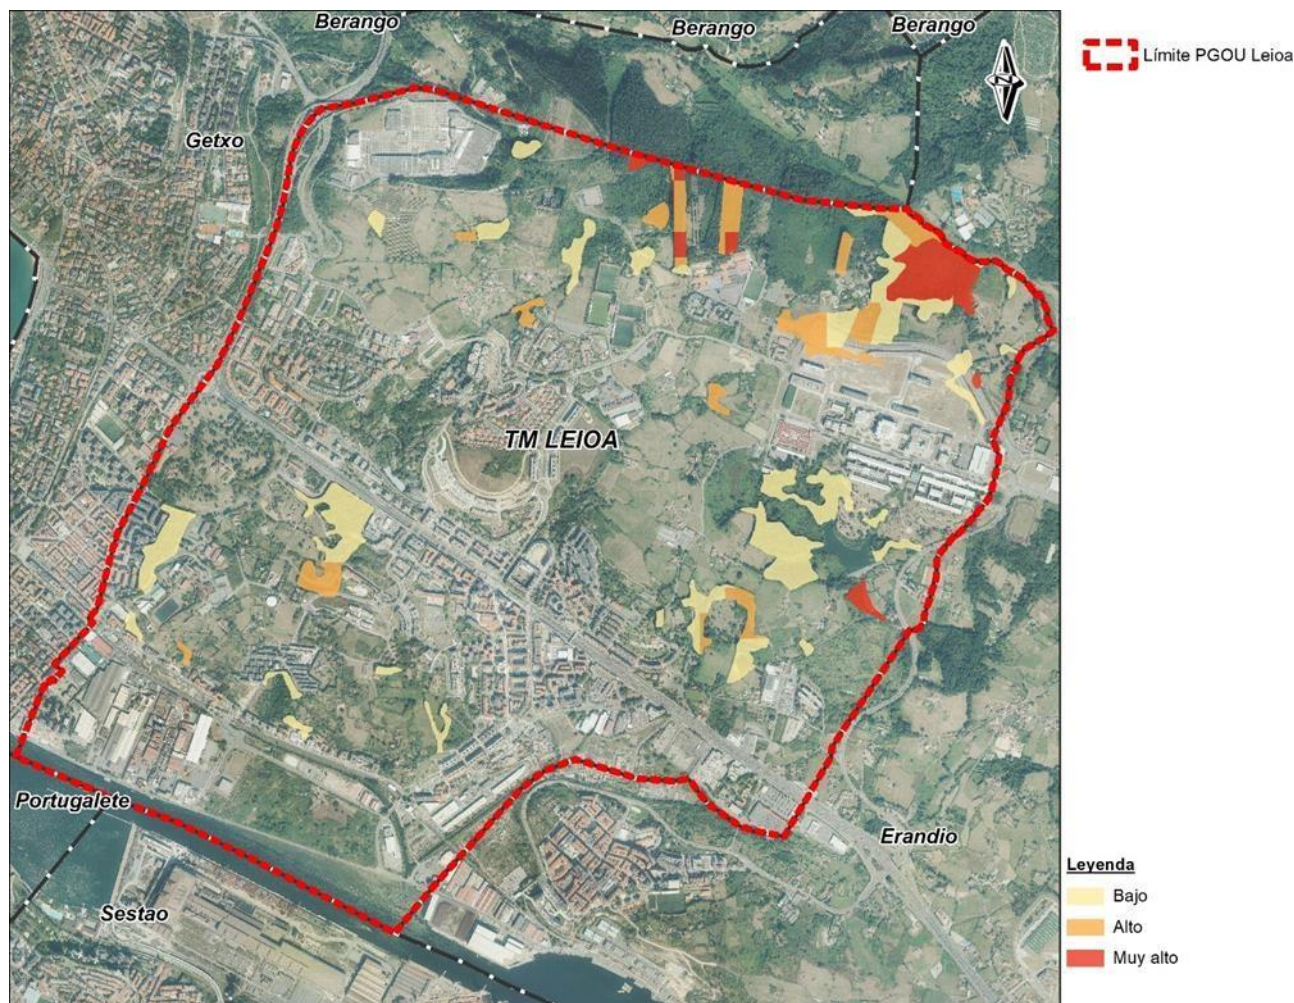 Berango
Berango
Berango
Límite PGOU Leioa
N
Getxo
TM LEIOA
Portugalete
Erandio
Sestao
Leyenda
Bajo
Alto
Muy alto